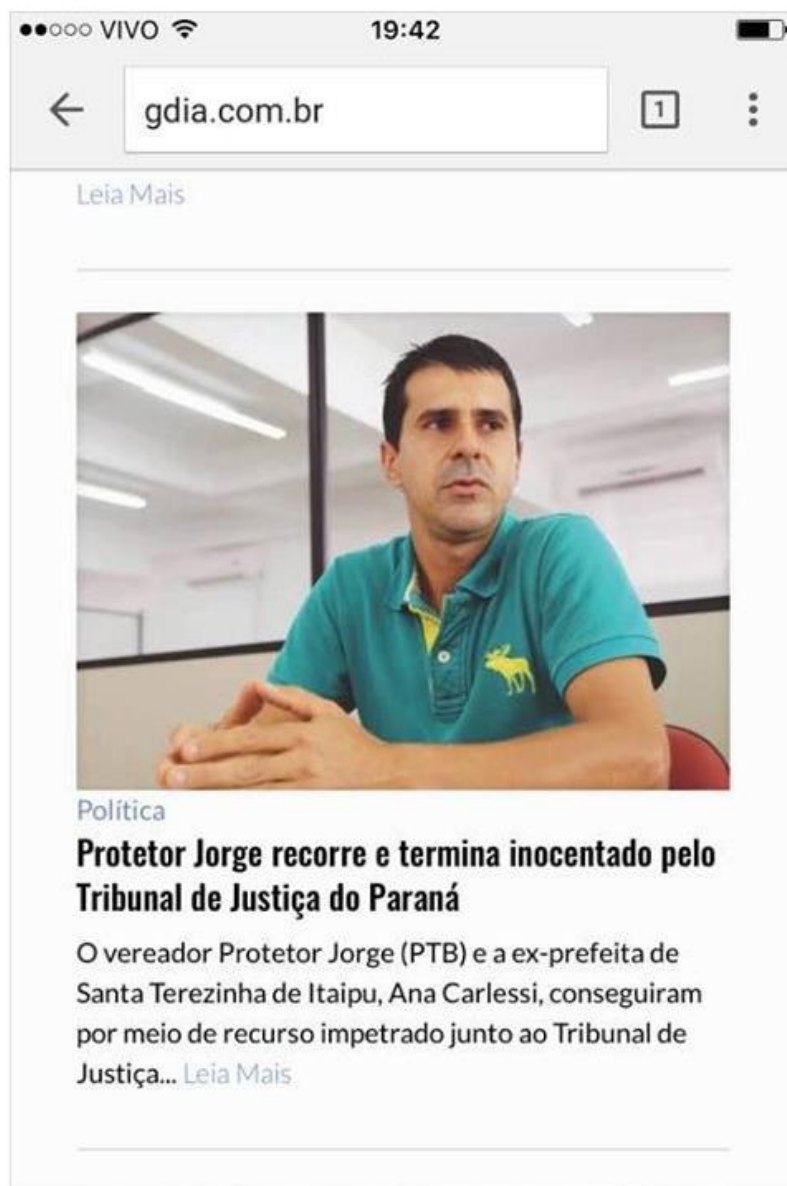 VIVO 19:42
gdia.com.br 1
Leia Mais
Política
Protetor Jorge recorre e termina inocentado pelo
Tribunal de Justiça do Paraná
O vereador Protetor Jorge (PTB) e a ex-prefeita de
Santa Terezinha de Itaipu, Ana Carlessi, conseguiram
por meio de recurso impetrado junto ao Tribunal de
Justiça... Leia Mais